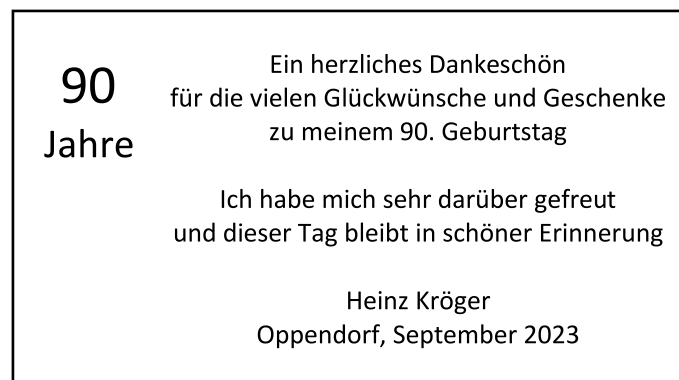 90
Jahre
Ein herzliches Dankeschön
für die vielen Glückwünsche und Geschenke
zu meinem 90. Geburtstag
Ich habe mich sehr darüber gefreut
und dieser Tag bleibt in schöner Erinnerung
Heinz Kröger
Oppendorf, September 2023